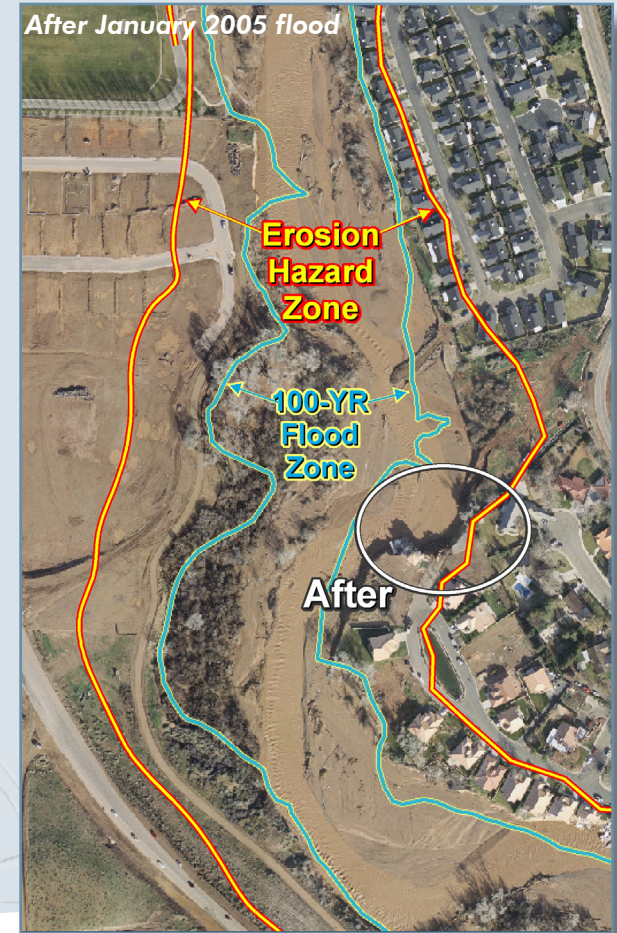 After January 2005 flood
Erosion
Hazard
Zone
100-YR
Flood
Zone
After